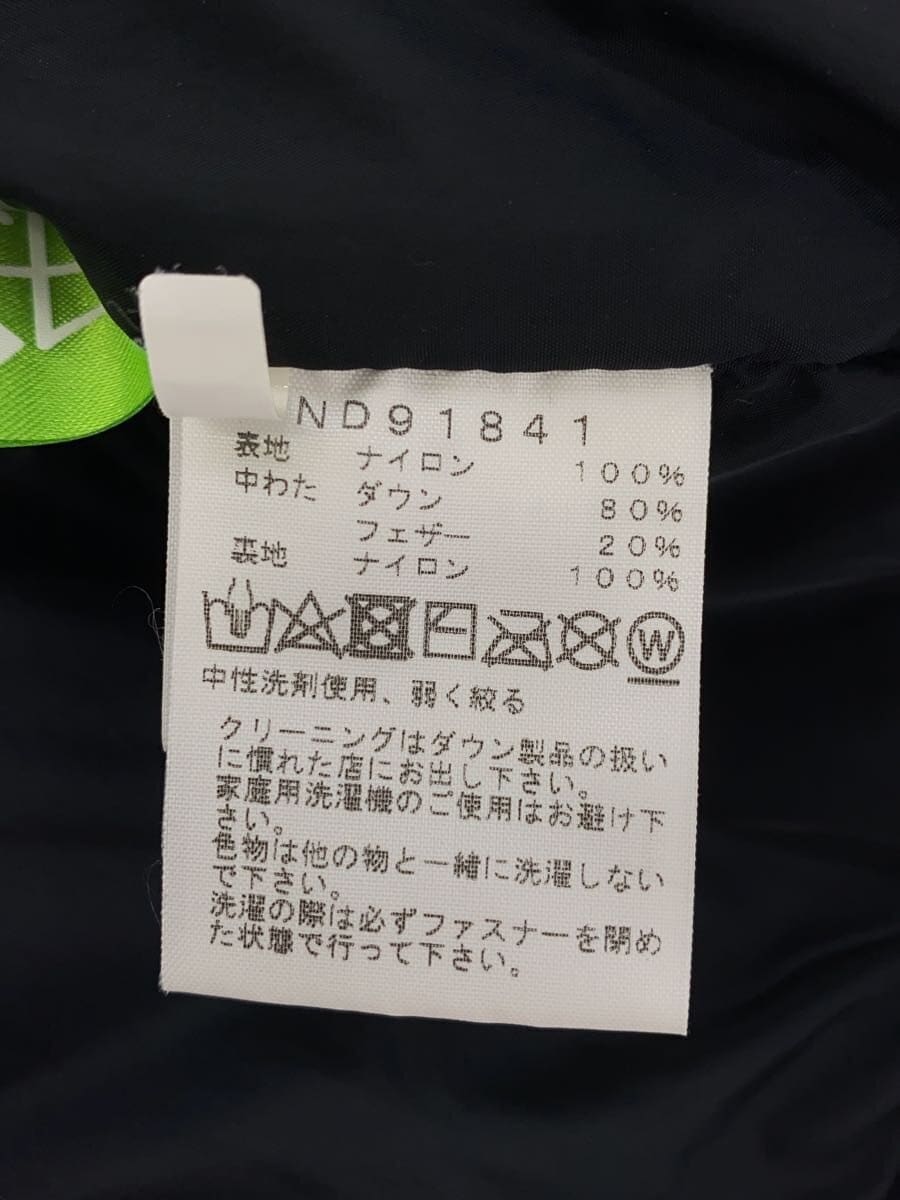 ND91841
表地 ナイロン 100%
中わた ダウン 80%
フェザー 20%
裏地 ナイロン 100%
W
中性洗剤使用、弱く絞る
クリーニングはダウン製品の扱い
に慣れた店にお出し下さい。
家庭用洗濯機のご使用はお避け下
さい。
色物は他の物と一緒に洗濯しない
で下さい。
洗濯の際は必ずファスナーを閉め
た状態で行って下さい。